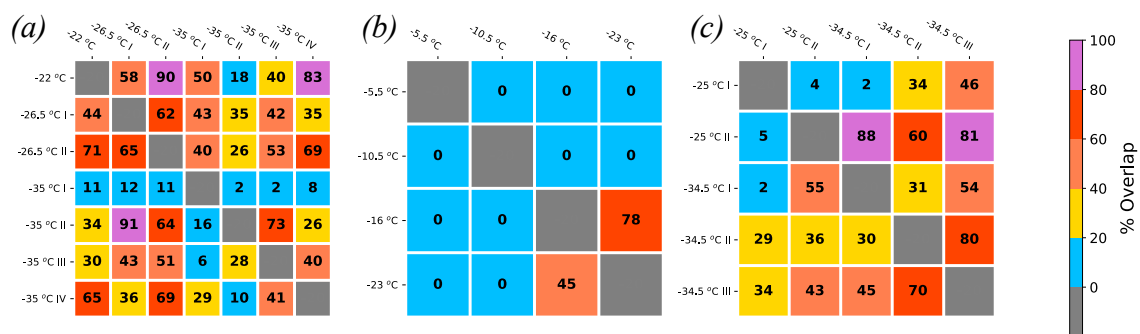 (a)
-22 °C
-26.5 °C I
-26.5 °C II
-35 °C I
-35 °C II
-35 °C III
-35 °C IV
-22 °C 58 90 50 18 40 83
-26.5 °C I 44 62 43 35 42 35
-26.5 °C II 71 65 40 26 53 69
-35 °C I 11 12 11 2 2 8
-35 °C II 34 91 64 16 73 26
-35 °C III 30 43 51 6 28 40
-35 °C IV 65 36 69 29 10 41
(b)
-5.5 °C
-10.5 °C
-16 °C
-23 °C
-5.5 °C 0 0 0
-10.5 °C 0 0 0
-16 °C 0 0 78
-23 °C 0 0 45
(c)
-25 °C I
-25 °C II
-34.5 °C I
-34.5 °C II
-34.5 °C III
-25 °C I 4 2 34 46
-25 °C II 5 88 60 81
-34.5 °C I 2 55 31 54
-34.5 °C II 29 36 30 80
-34.5 °C III 34 43 45 70
100
80
60
40
20
0
% Overlap